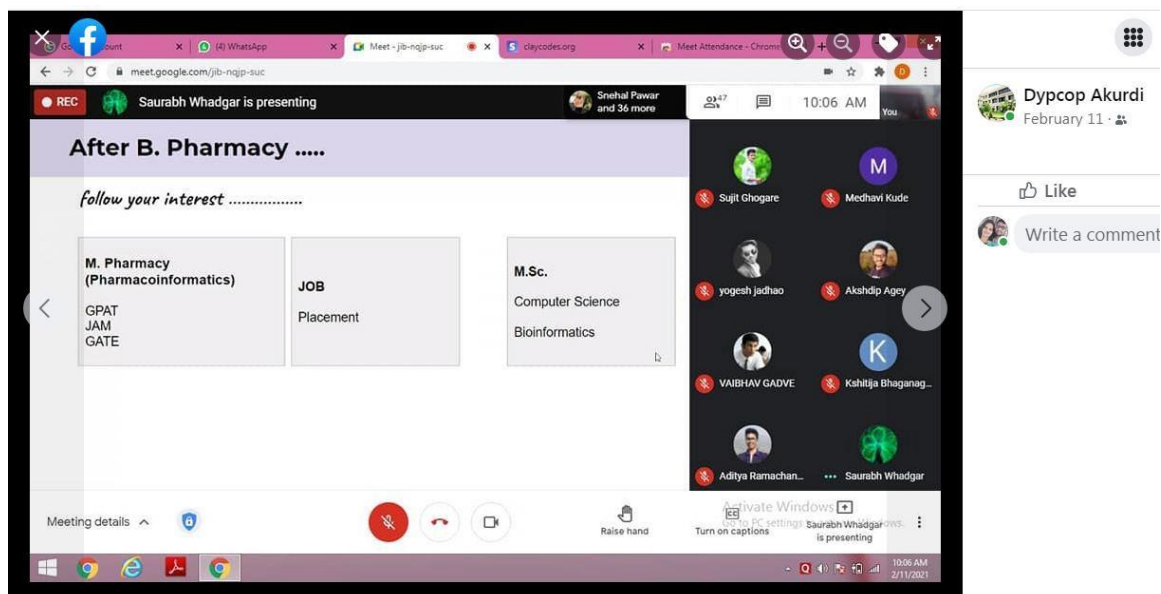 (4) WhatsApp
Meet - jib-nqjp-suc
claycodes.org
Meet Attendance - Chrome
meet.google.com/jib-nqjp-suc
REC
Saurabh Whadgar is presenting
Snehal Pawar
and 36 more
47
10:06 AM
You
After B. Pharmacy .....
follow your interest .................
M. Pharmacy
(Pharmacoinformatics)
GPAT
JAM
GATE
JOB
Placement
M.Sc.
Computer Science
Bioinformatics
Sujit Ghogare
M
Medhavi Kude
yogesh jadhao
Akshdip Agey
VAIBHAV GADVE
K
Kshitija Bhaganag...
Aditya Ramachan...
Saurabh Whadgar
Meeting details
Raise hand
Turn on captions
Activate Windows
Go to PC settings
Saurabh Whadgar
is presenting
10:06 AM
2/11/2021
Dypcop Akurdi
February 11
Like
Write a comment